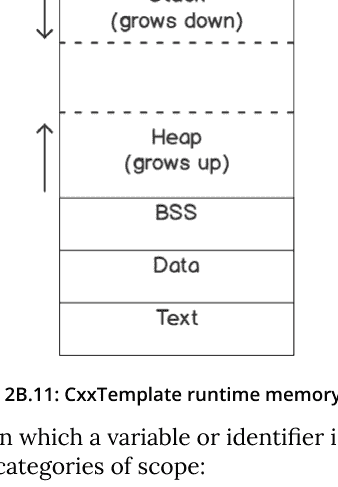 (grows down)
Heap
(grows up)
BSS
Data
Text
2B.11: CxxTemplate runtime memory
n which a variable or identifier i
categories of scope: